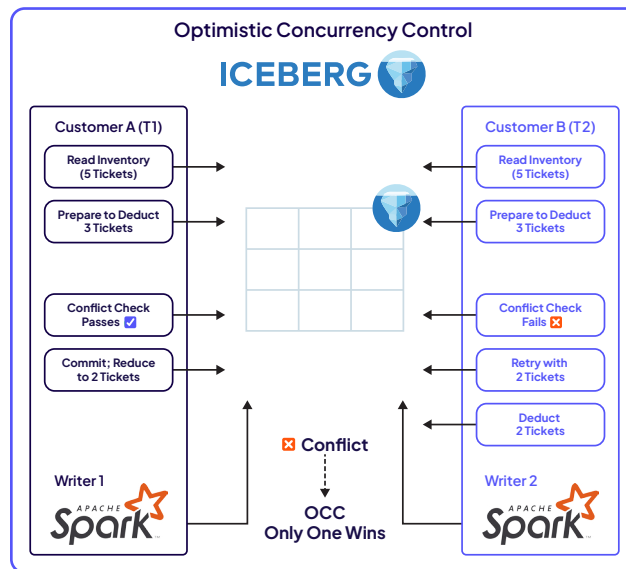 Optimistic Concurrency Control
ICEBERG
Customer A (T1)
Read Inventory
(5 Tickets)
Prepare to Deduct
3 Tickets
Conflict Check
Passes
Commit; Reduce
to 2 Tickets
Writer 1
APACHE
Spark
Customer B (T2)
Read Inventory
(5 Tickets)
Prepare to Deduct
3 Tickets
Conflict Check
Fails
Retry with
2 Tickets
Deduct
2 Tickets
Writer 2
APACHE
Spark
Conflict
OCC
Only One Wins